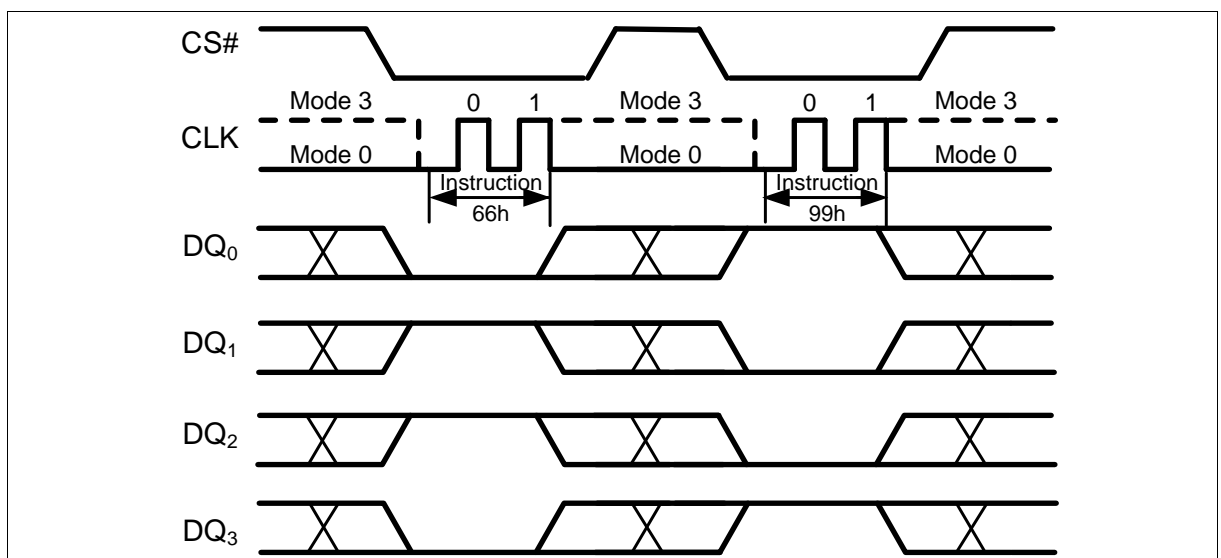 CS#
Mode 3 0 1 Mode 3 0 1 Mode 3
CLK
Mode 0 Mode 0 Mode 0
Instruction Instruction
66h 99h
DQ0
DQ1
DQ2
DQ3